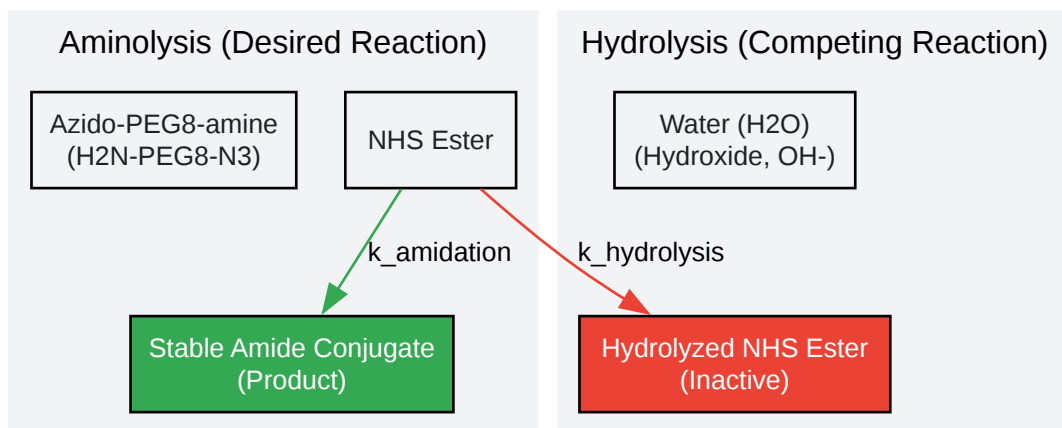 Aminolysis (Desired Reaction)
Azido-PEG8-amine
(H2N-PEG8-N3)
NHS Ester
k_amidation
Stable Amide Conjugate
(Product)
Hydrolysis (Competing Reaction)
Water (H2O)
(Hydroxide, OH-)
k_hydrolysis
Hydrolyzed NHS Ester
(Inactive)